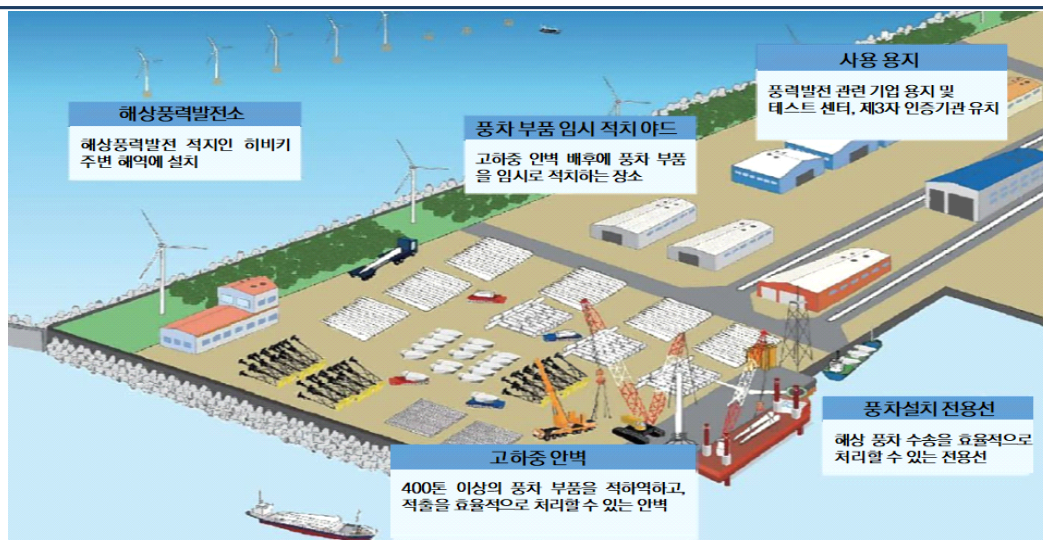 사용 용지
풍력발전 관련 기업 용지 및
테스트 센터, 제3자 인증기관 유치
해상풍력발전소
해상풍력발전 적지인 히비키
주변 해역에 설치
풍차 부품 임시 적치 야드
고하중 안벽 배후에 풍차 부품
을 임시로 적치하는 장소
풍차설치 전용선
해상 풍차 수송을 효율적으로
처리할 수 있는 전용선
고하중 안벽
400톤 이상의 풍차 부품을 적하역하고,
적출을 효율적으로 처리할 수 있는 안벽